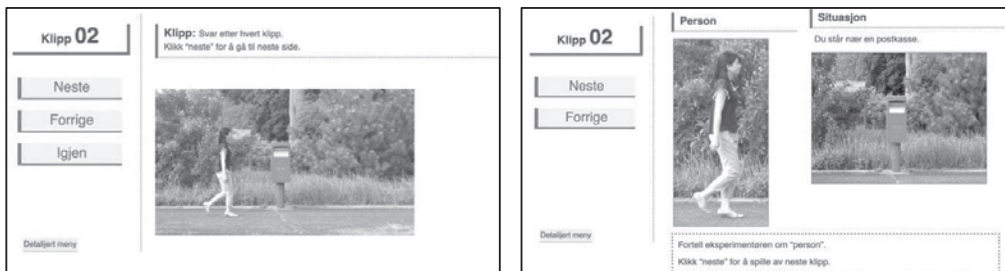 Klipp 02
Klipp: Svar etter hvert klipp.
Klikk "neste" for å gå til neste side.
Neste
Forrige
Igjen
Detaljert meny
Klipp 02
Neste
Forrige
Detaljert meny
Person
Situasjon
Du står nær en postkasse.
Fortell eksperimentøren om "person".
Klikk "neste" for å spille av neste klipp.